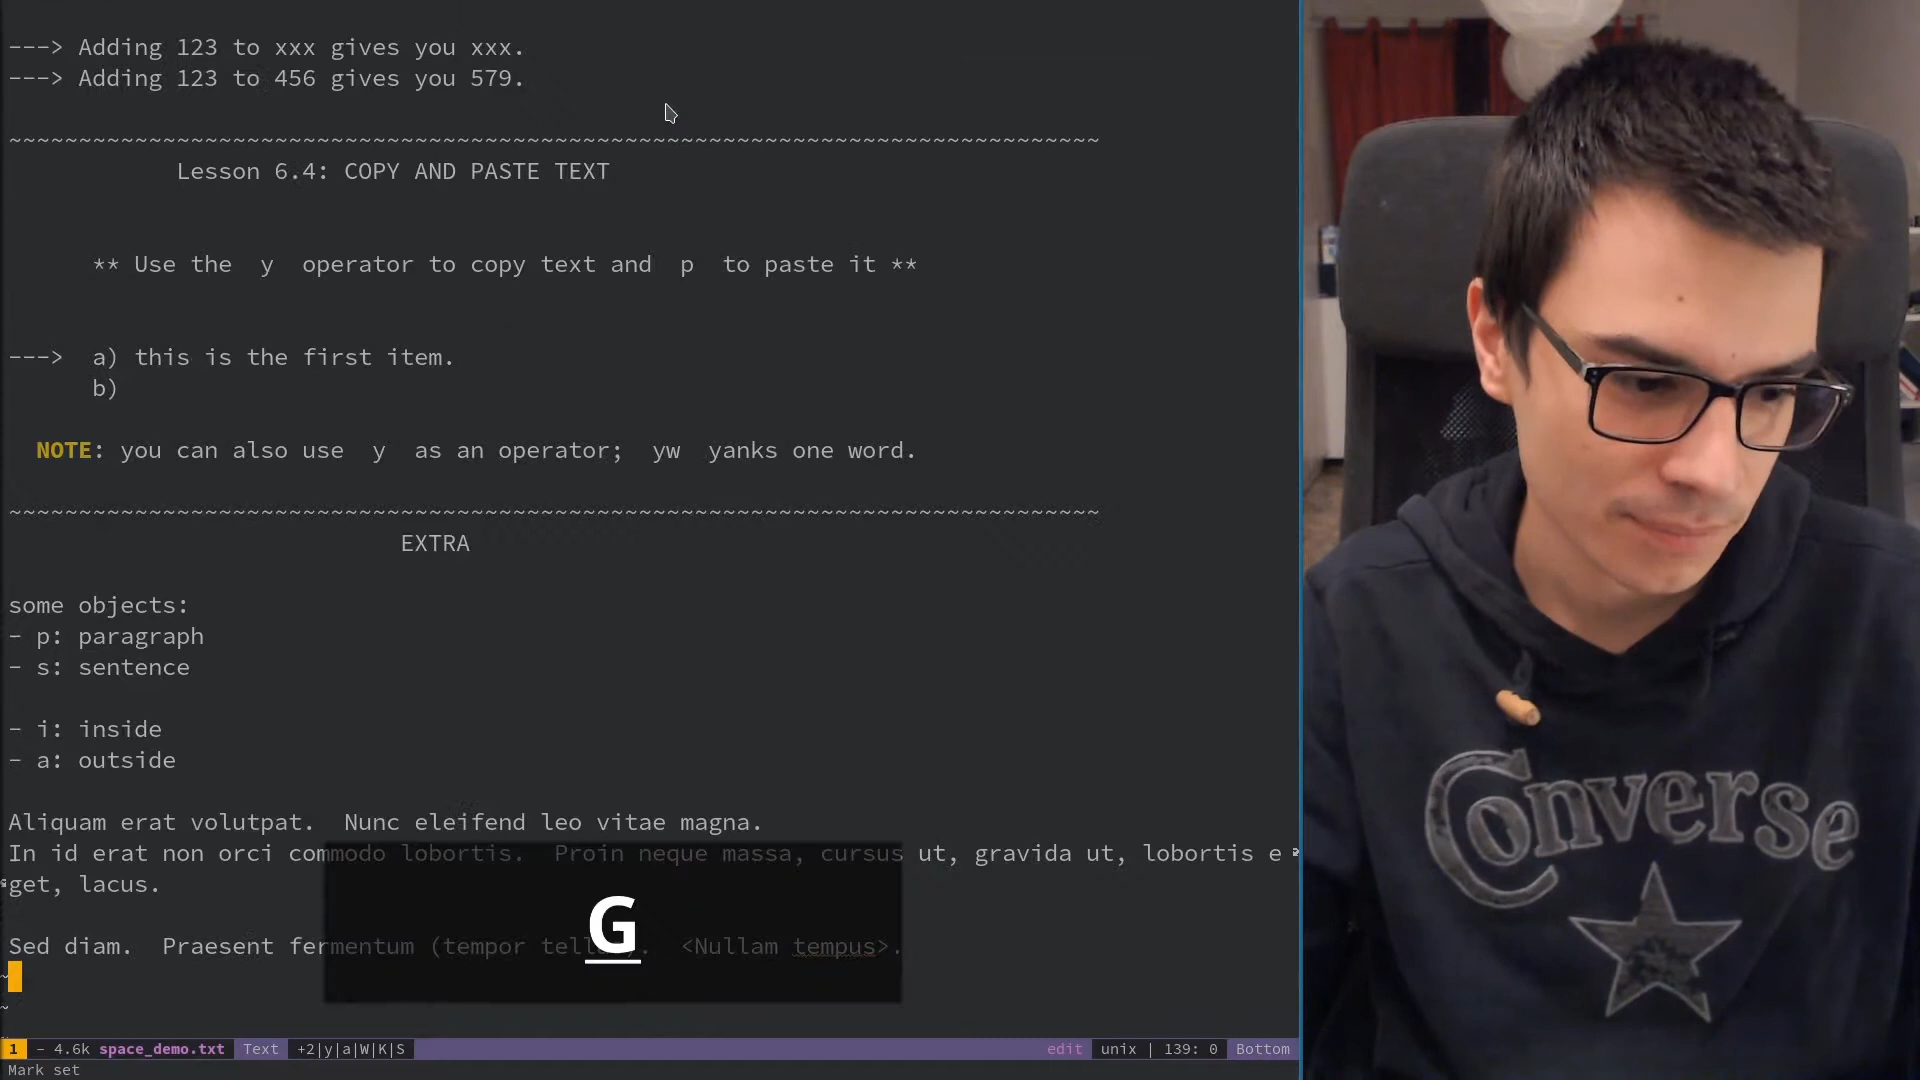 ---> Adding 123 to xxx gives you xxx.
---> Adding 123 to 456 gives you 579.
~~~~~~~~~~~~~~~~~~~~~~~~~~~~~~~~~~~~~~~~~~~~~~~~~~~~~~~~~~~~~~~~~~~~~~~~~~~~~~
Lesson 6.4: COPY AND PASTE TEXT
** Use the  y  operator to copy text and  p  to paste it **
--->  a) this is the first item.
b)
NOTE: you can also use  y  as an operator;  yw  yanks one word.
~~~~~~~~~~~~~~~~~~~~~~~~~~~~~~~~~~~~~~~~~~~~~~~~~~~~~~~~~~~~~~~~~~~~~~~~~~~~~~
EXTRA
some objects:
- p: paragraph
- s: sentence
- i: inside
- a: outside
Aliquam erat volutpat.  Nunc eleifend leo vitae magna.
In id erat non orci commodo lobortis.  Proin neque massa, cursus ut, gravida ut, lobortis e
get, lacus.
Sed diam.  Praesent fermentum (tempor  <Nullam tempus>.
G
~
~
1 - 4.6k space_demo.txt Text +2|y|a|W|K|S edit unix | 139: 0 Bottom
Mark set
Converse